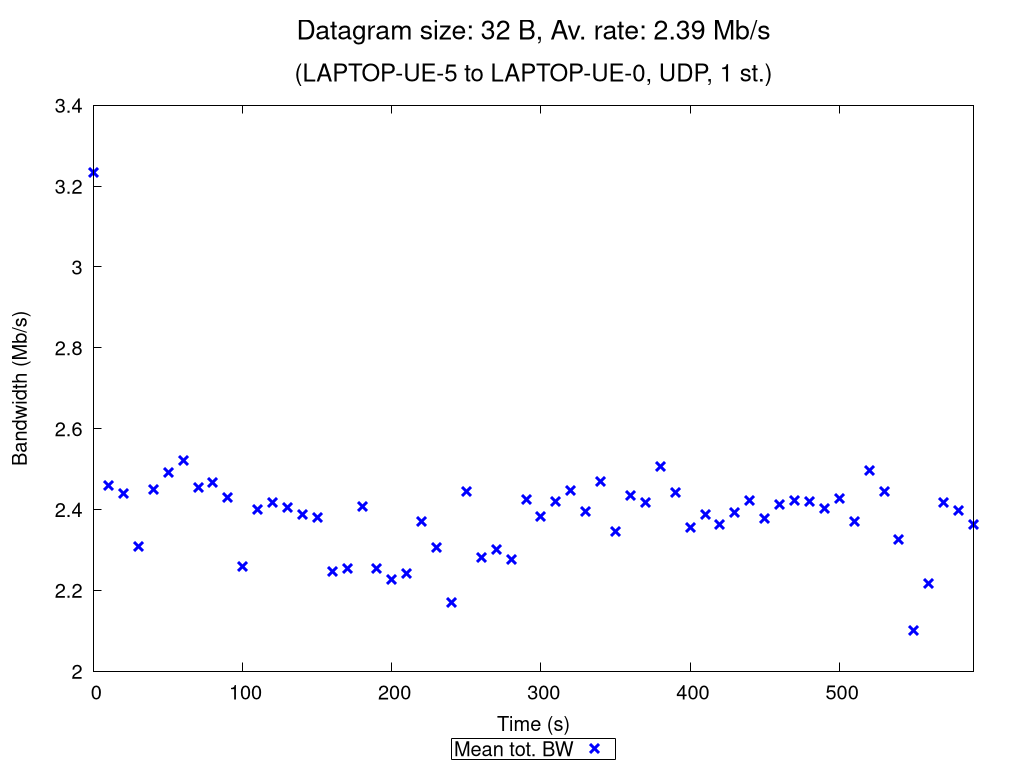 Datagram size: 32 B, Av. rate: 2.39 Mb/s
(LAPTOP-UE-5 to LAPTOP-UE-0, UDP, 1 st.)
3.4
3.2
3
2.8
2.6
2.4
2.2
2
Bandwidth (Mb/s)
0 100 200 300 400 500
Time (s)
Mean tot. BW